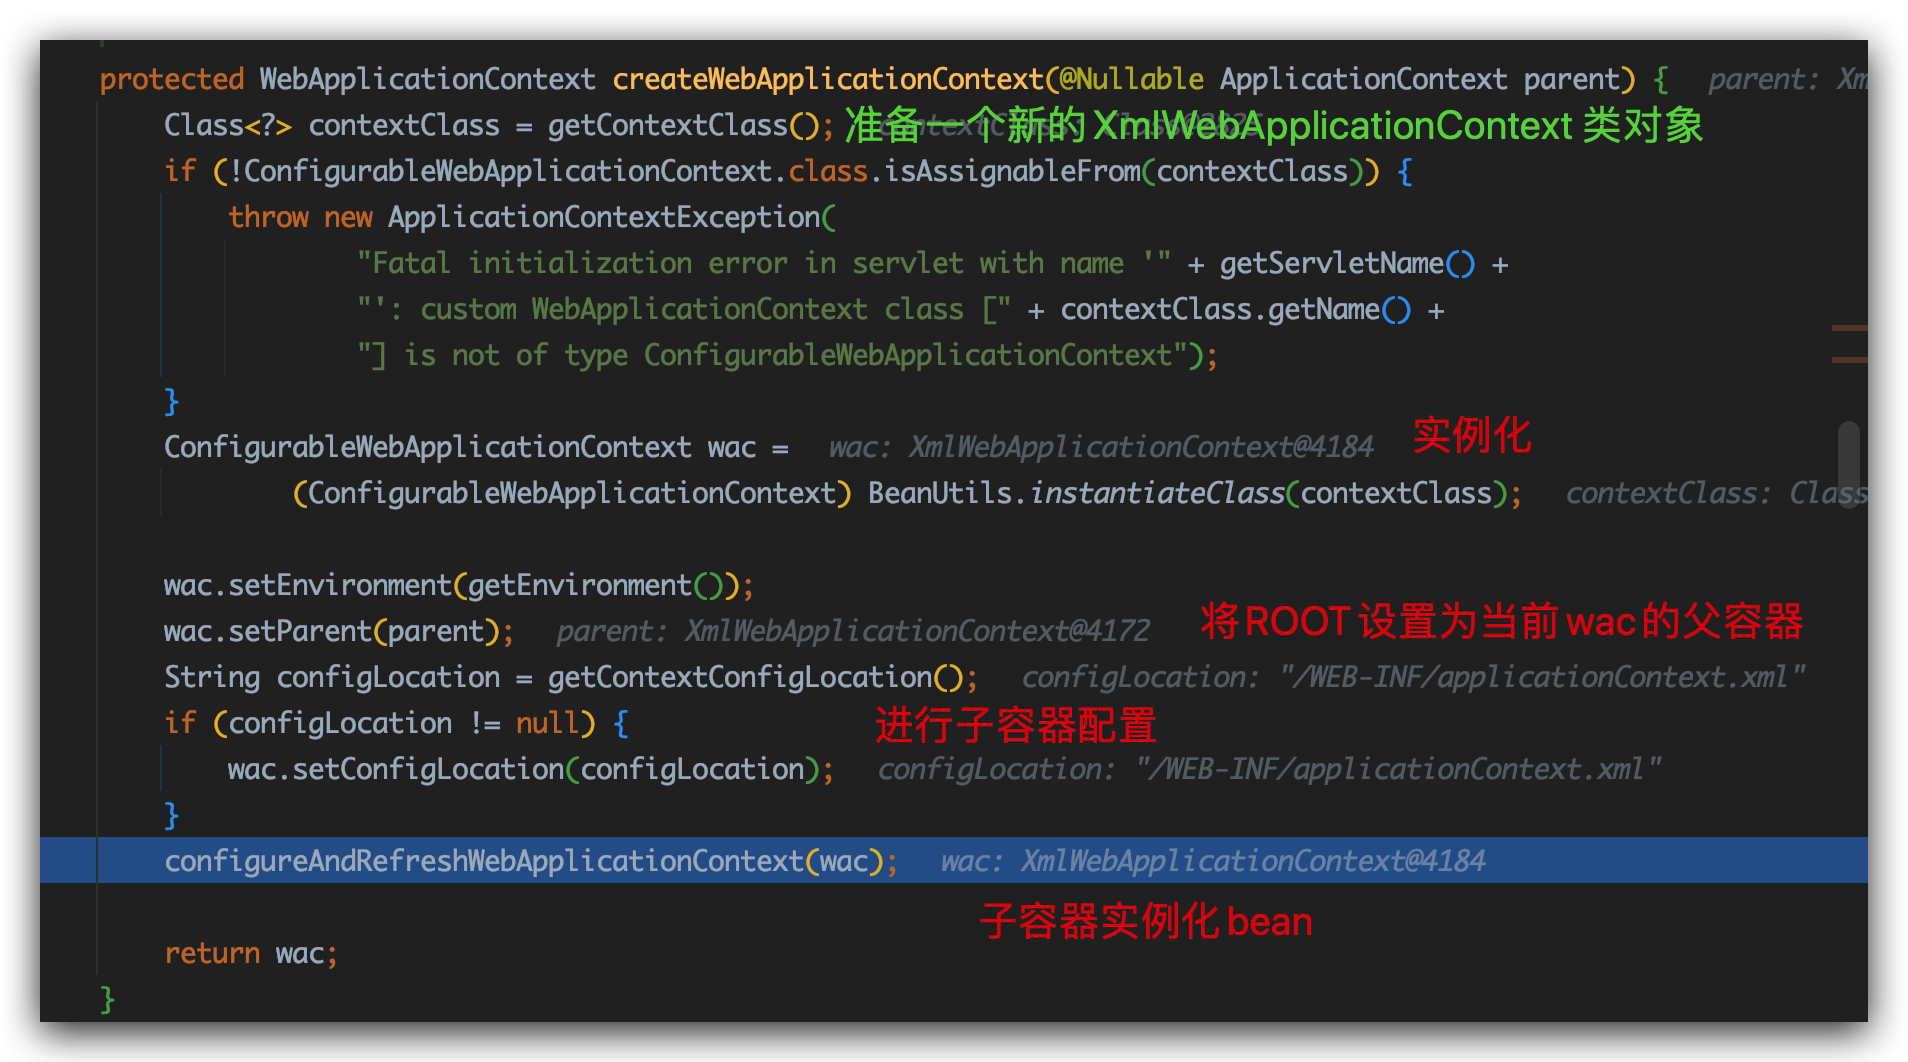 protected WebApplicationContext createWebApplicationContext(@Nullable ApplicationContext parent) { parent: Xm
Class<?> contextClass = getContextClass(); 准备一个新的 XmlWebApplicationContext 类对象
if (!ConfigurableWebApplicationContext.class.isAssignableFrom(contextClass)) {
throw new ApplicationContextException(
"Fatal initialization error in servlet with name '" + getServletName() +
"': custom WebApplicationContext class [" + contextClass.getName() +
"] is not of type ConfigurableWebApplicationContext");
}
ConfigurableWebApplicationContext wac = wac: XmlWebApplicationContext@4184 实例化
(ConfigurableWebApplicationContext) BeanUtils.instantiateClass(contextClass); contextClass: Class
wac.setEnvironment(getEnvironment());
wac.setParent(parent); parent: XmlWebApplicationContext@4172 将ROOT设置为当前wac的父容器
String configLocation = getContextConfigLocation(); configLocation: "/WEB-INF/applicationContext.xml"
if (configLocation != null) { 进行子容器配置
wac.setConfigLocation(configLocation); configLocation: "/WEB-INF/applicationContext.xml"
}
configureAndRefreshWebApplicationContext(wac); wac: XmlWebApplicationContext@4184
子容器实例化bean
return wac;
}